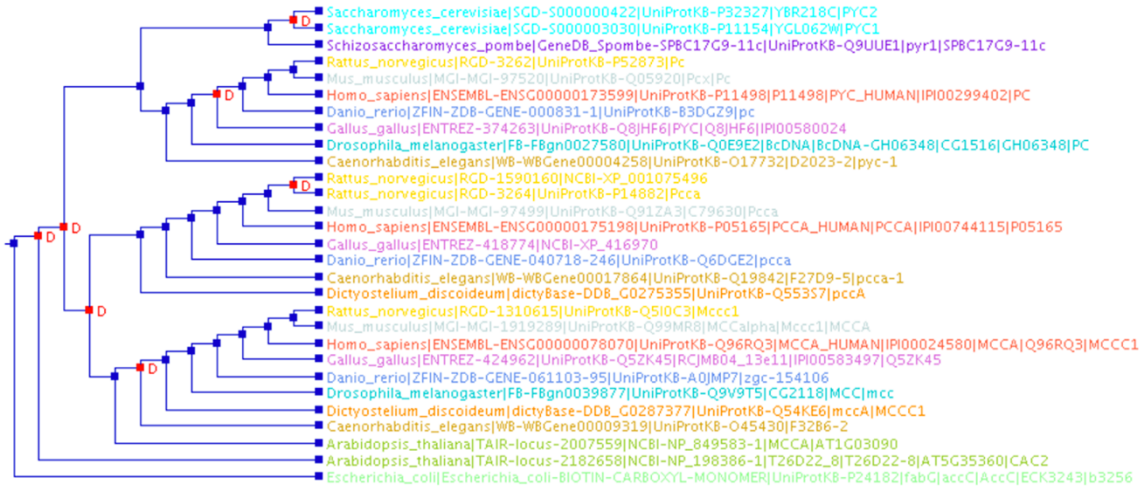 Saccharomyces_cerevisiae|SGD-S000000422|UniProtKB-P32327|YBR218C|PYC2
D
Saccharomyces_cerevisiae|SGD-S000003030|UniProtKB-P11154|YGL062W|PYC1
Schizosaccharomyces_pombe|GeneDB_Spombe-SPBC17G9-11c|UniProtKB-Q9UUE1|pyr1|SPBC17G9-11c
Rattus_norvegicus|RGD-3262|UniProtKB-P52873|Pc
Mus_musculus|MGI-MGI-97520|UniProtKB-Q05920|Pcx|Pc
D
Homo_sapiens|ENSEMBL-ENSG00000173599|UniProtKB-P11498|P11498|PYC_HUMAN|IPI00299402|PC
Danio_rerio|ZFIN-ZDB-GENE-000831-1|UniProtKB-B3DGZ9|pc
Gallus_gallus|ENTREZ-374263|UniProtKB-Q8JHF6|PYC|Q8JHF6|IPI00580024
Drosophila_melanogaster|FB-FBgn0027580|UniProtKB-Q0E9E2|BcDNA|BcDNA-GH06348|CG1516|GH06348|PC
Caenorhabditis_elegans|WB-WBGene00004258|UniProtKB-O17732|D2023-2|pyc-1
Rattus_norvegicus|RGD-1590160|NCBI-XP_001075496
D
Rattus_norvegicus|RGD-3264|UniProtKB-P14882|Pcca
Mus_musculus|MGI-MGI-97499|UniProtKB-Q91ZA3|C79630|Pcca
D
Homo_sapiens|ENSEMBL-ENSG00000175198|UniProtKB-P05165|PCCA_HUMAN|PCCA|IPI00744115|P05165
D
Gallus_gallus|ENTREZ-418774|NCBI-XP_416970
Danio_rerio|ZFIN-ZDB-GENE-040718-246|UniProtKB-Q6DGE2|pcca
Caenorhabditis_elegans|WB-WBGene00017864|UniProtKB-Q19842|F27D9-5|pcca-1
Dictyostelium_discoideum|dictyBase-DDB_G0275355|UniProtKB-Q553S7|pccA
D
Rattus_norvegicus|RGD-1310615|UniProtKB-Q5I0C3|Mccc1
Mus_musculus|MGI-MGI-1919289|UniProtKB-Q99MR8|MCCalpha|Mccc1|MCCA
Homo_sapiens|ENSEMBL-ENSG00000078070|UniProtKB-Q96RQ3|MCCA_HUMAN|IPI00024580|MCCA|Q96RQ3|MCCC1
Gallus_gallus|ENTREZ-424962|UniProtKB-Q5ZK45|RCJMB04_13e11|IPI00583497|Q5ZK45
D
Danio_rerio|ZFIN-ZDB-GENE-061103-95|UniProtKB-A0JMP7|zgc-154106
Drosophila_melanogaster|FB-FBgn0039877|UniProtKB-Q9V9T5|CG2118|MCC|mcc
Dictyostelium_discoideum|dictyBase-DDB_G0287377|UniProtKB-Q54KE6|mccA|MCCC1
Caenorhabditis_elegans|WB-WBGene00009319|UniProtKB-O45430|F32B6-2
Arabidopsis_thaliana|TAIR-locus-2007559|NCBI-NP_849583-1|MCCA|AT1G03090
Arabidopsis_thaliana|TAIR-locus-2182658|NCBI-NP_198386-1|T26D22_8|T26D22-8|AT5G35360|CAC2
Escherichia_coli|Escherichia_coli-BIOTIN-CARBOXYL-MONOMER|UniProtKB-P24182|fabG|accC|AccC|ECK3243|b3256